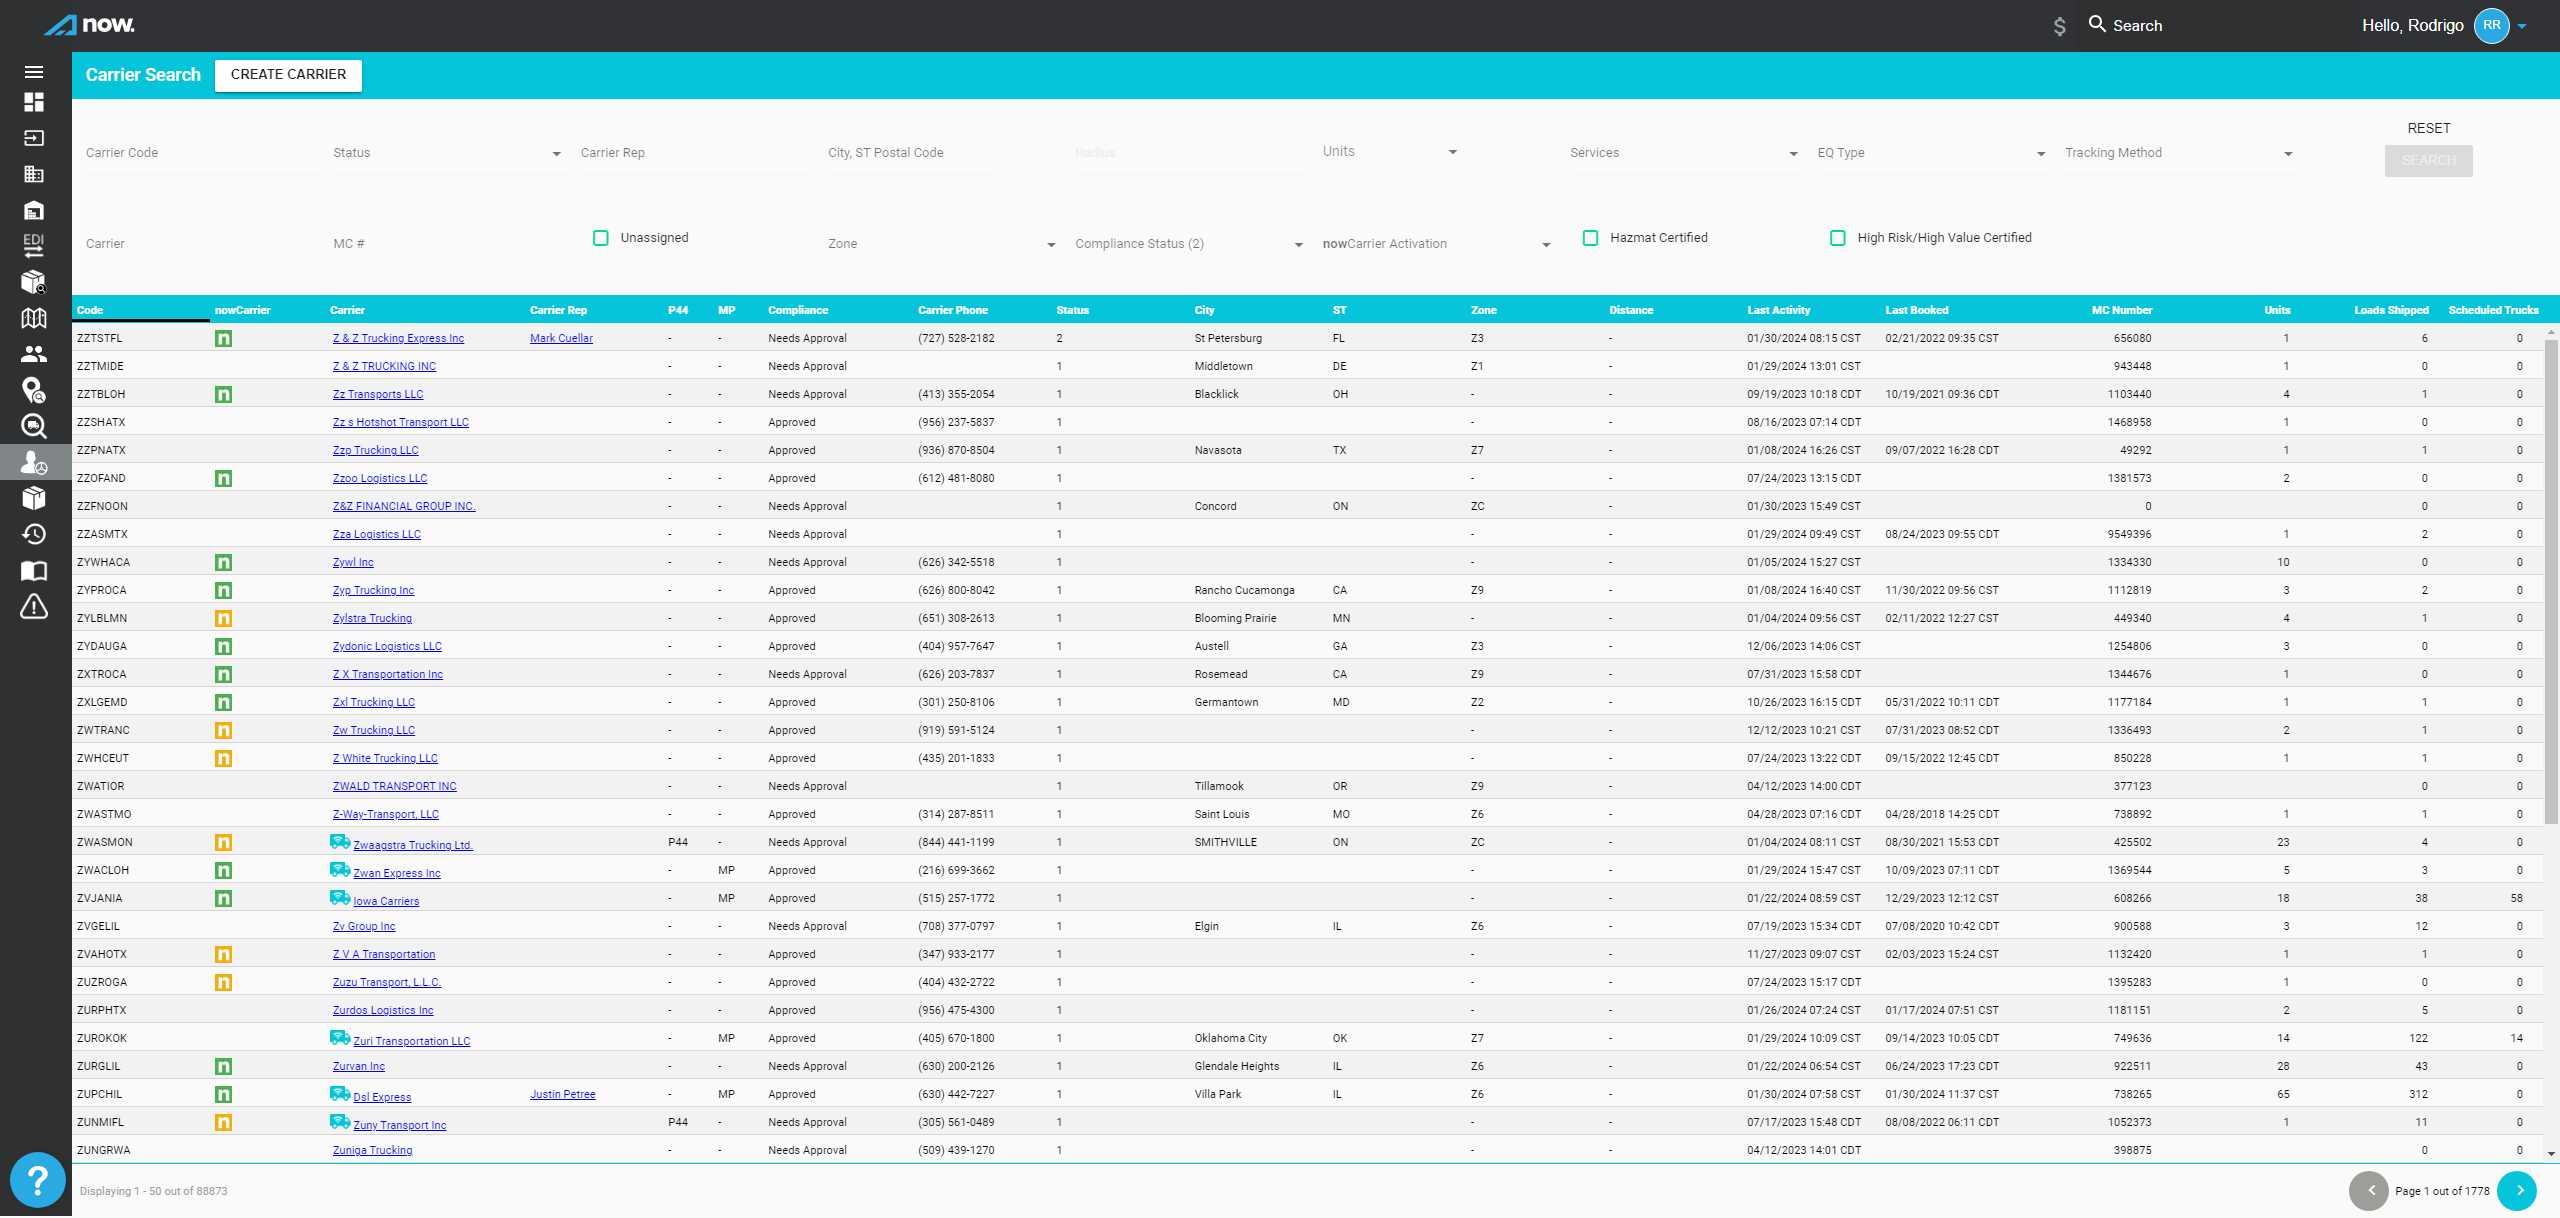 now.
$ Search Hello, Rodrigo RR
Carrier Search CREATE CARRIER
Carrier Code Status Carrier Rep City, ST Postal Code Radius Units Services EQ Type Tracking Method RESET
SEARCH
Carrier MC # Unassigned Zone Compliance Status (2) nowCarrier Activation Hazmat Certified High Risk/High Value Certified
EDI
Code nowCarrier Carrier Carrier Rep P44 MP Compliance Carrier Phone Status City ST Zone Distance Last Activity Last Booked MC Number Units Loads Shipped Scheduled Trucks
ZZTSTFL n Z & Z Trucking Express Inc Mark Cuellar - - Needs Approval (727) 528-2182 2 St Petersburg FL Z3 - 01/30/2024 08:15 CST 02/21/2022 09:35 CST 656080 1 6 0
ZZTMIDE Z & Z TRUCKING INC - - Needs Approval 1 Middletown DE Z1 - 01/29/2024 13:01 CST 943448 1 0 0
ZZTBLOH n Zz Transports LLC - - Needs Approval (413) 355-2054 1 Blacklick OH - - 09/19/2023 10:18 CDT 10/19/2021 09:36 CDT 1103440 4 1 0
ZZSHATX Zz s Hotshot Transport LLC - - Approved (956) 237-5837 1 - - 08/16/2023 07:14 CDT 1468958 1 0 0
ZZPNATX Zzp Trucking LLC - - Approved (936) 870-8504 1 Navasota TX Z7 - 01/08/2024 16:26 CST 09/07/2022 16:28 CDT 49292 1 1 0
ZZOFAND n Zzoo Logistics LLC - - Approved (612) 481-8080 1 - - 07/24/2023 13:15 CDT 1381573 2 0 0
ZZFNOON Z&Z FINANCIAL GROUP INC. - - Needs Approval 1 Concord ON ZC - 01/30/2023 15:49 CST 0 0 0
ZZASMTX Zza Logistics LLC - - Needs Approval 1 - - 01/29/2024 09:49 CST 08/24/2023 09:55 CDT 9549396 1 2 0
ZYWHACA n Zywl Inc - - Needs Approval (626) 342-5518 1 - - 01/05/2024 15:27 CST 1334330 10 0 0
ZYPROCA n Zyp Trucking Inc - - Approved (626) 800-8042 1 Rancho Cucamonga CA Z9 - 01/08/2024 16:40 CST 11/30/2022 09:56 CST 1112819 3 2 0
ZYLBLMN n Zylstra Trucking - - Approved (651) 308-2613 1 Blooming Prairie MN - - 01/04/2024 09:56 CST 02/11/2022 12:27 CST 449340 4 1 0
ZYDAUGA n Zydonic Logistics LLC - - Approved (404) 957-7647 1 Austell GA Z3 - 12/06/2023 14:06 CST 1254806 3 0 0
ZXTROCA n Z X Transportation Inc - - Needs Approval (626) 203-7837 1 Rosemead CA Z9 - 07/31/2023 15:58 CDT 1344676 1 0 0
ZXLGEMD n Zxl Trucking LLC - - Approved (301) 250-8106 1 Germantown MD Z2 - 10/26/2023 16:15 CDT 05/31/2022 10:11 CDT 1177184 1 1 0
ZWTRANC n Zw Trucking LLC - - Approved (919) 591-5124 1 - - 12/12/2023 10:21 CST 07/31/2023 08:52 CDT 1336493 2 1 0
ZWHCEUT n Z White Trucking LLC - - Approved (435) 201-1833 1 - - 07/24/2023 13:22 CDT 09/15/2022 12:45 CDT 850228 1 1 0
ZWATIOR ZWALD TRANSPORT INC - - Needs Approval 1 Tillamook OR Z9 - 04/12/2023 14:00 CDT 377123 0 0
ZWASTMO Z-Way-Transport, LLC - - Approved (314) 287-8511 1 Saint Louis MO Z6 - 04/28/2023 07:16 CDT 04/28/2018 14:25 CDT 738892 1 1 0
ZWASMON n Zwaagstra Trucking Ltd. P44 - Needs Approval (844) 441-1199 1 SMITHVILLE ON ZC - 01/04/2024 08:11 CST 08/30/2021 15:53 CDT 425502 23 4 0
ZWACLOH n Zwan Express Inc - MP Approved (216) 699-3662 1 - - 01/29/2024 15:47 CST 10/09/2023 07:11 CDT 1369544 5 3 0
ZVJANIA n Iowa Carriers - MP Approved (515) 257-1772 1 - - 01/22/2024 08:59 CST 12/29/2023 12:12 CST 608266 18 38 58
ZVGELIL Zv Group Inc - - Needs Approval (708) 377-0797 1 Elgin IL Z6 - 07/19/2023 15:34 CDT 07/08/2020 10:42 CDT 900588 3 12 0
ZVAHOTX n Z V A Transportation - - Approved (347) 933-2177 1 - - 11/27/2023 09:07 CST 02/03/2023 15:24 CST 1132420 1 1 0
ZUZROGA n Zuzu Transport, L.L.C. - - Approved (404) 432-2722 1 - - 07/24/2023 15:17 CDT 1395283 1 0 0
ZURPHTX Zurdos Logistics Inc - - Approved (956) 475-4300 1 - - 01/26/2024 07:24 CST 01/17/2024 07:51 CST 1181151 2 5 0
ZUROKOK Zuri Transportation LLC - MP Approved (405) 670-1800 1 Oklahoma City OK Z7 - 01/29/2024 10:09 CST 09/14/2023 10:05 CDT 749636 14 122 14
ZURGLIL n Zurvan Inc - - Needs Approval (630) 200-2126 1 Glendale Heights IL Z6 - 01/22/2024 06:54 CST 06/24/2023 17:23 CDT 922511 28 43 0
ZUPCHIL n Dsl Express Justin Petree - MP Approved (630) 442-7227 1 Villa Park IL Z6 - 01/30/2024 07:58 CST 01/30/2024 11:37 CST 738265 65 312 0
ZUNMIFL n Zuny Transport Inc P44 - Needs Approval (305) 561-0489 1 - - 07/17/2023 15:48 CDT 08/08/2022 06:11 CDT 1052373 1 11 0
ZUNGRWA Zuniga Trucking - - Needs Approval (509) 439-1270 1 - - 04/12/2023 14:01 CDT 398875 0 0
? Displaying 1 - 50 out of 88873 Page 1 out of 1778